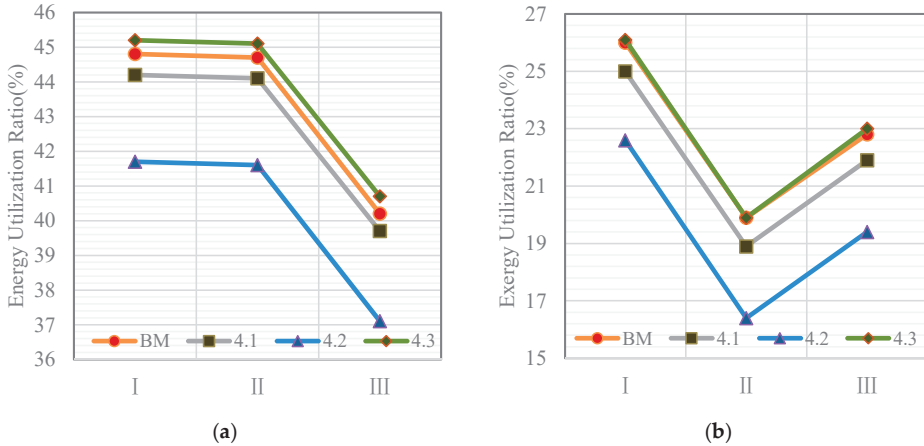 Energy Utilization Ratio(%)
46
45
44
43
42
41
40
39
38
37
36
BM 4.1 4.2 4.3
I II III
(a)
Exergy Utilization Ratio(%)
27
25
23
21
19
17
15
BM 4.1 4.2 4.3
I II III
(b)